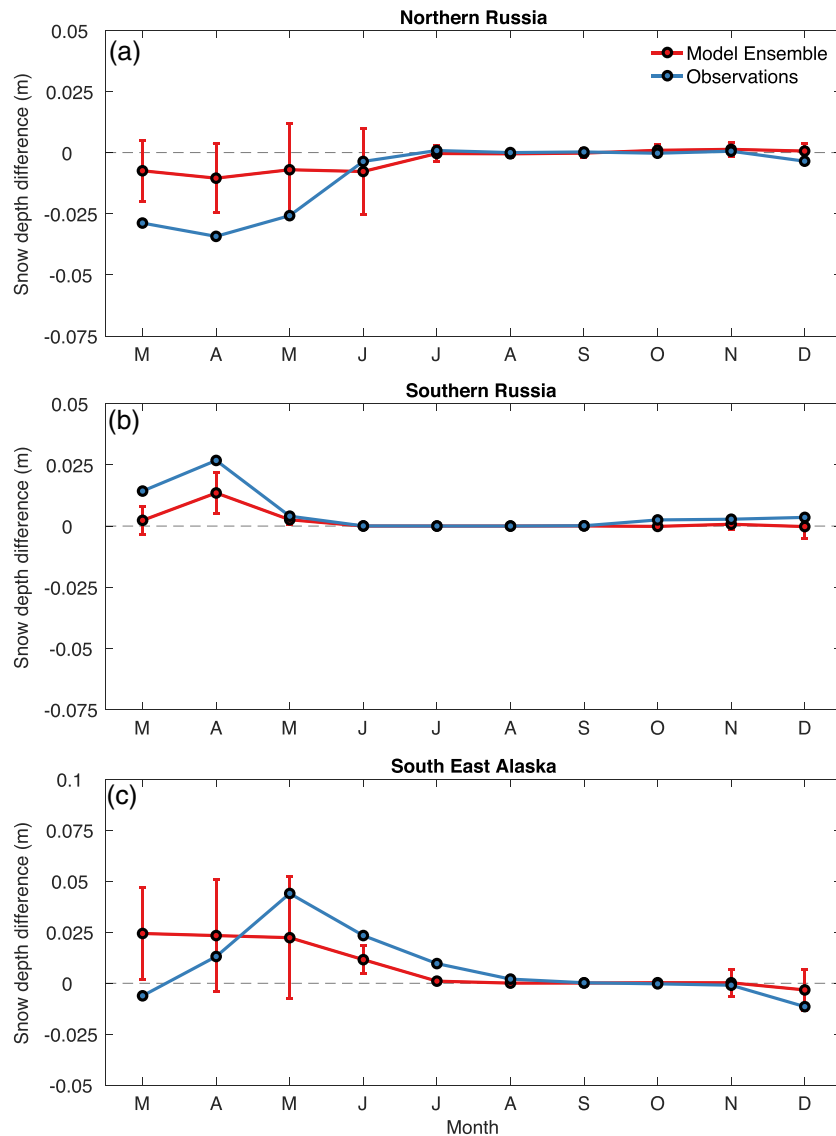 Northern Russia
(a)
Model Ensemble
Observations
Snow depth difference (m)
0.05
0.025
0
-0.025
-0.05
-0.075
M A M J J A S O N D
Southern Russia
(b)
Snow depth difference (m)
0.05
0.025
0
-0.025
-0.05
-0.075
M A M J J A S O N D
South East Alaska
(c)
Snow depth difference (m)
0.1
0.075
0.05
0.025
0
-0.025
-0.05
M A M J J A S O N D
Month